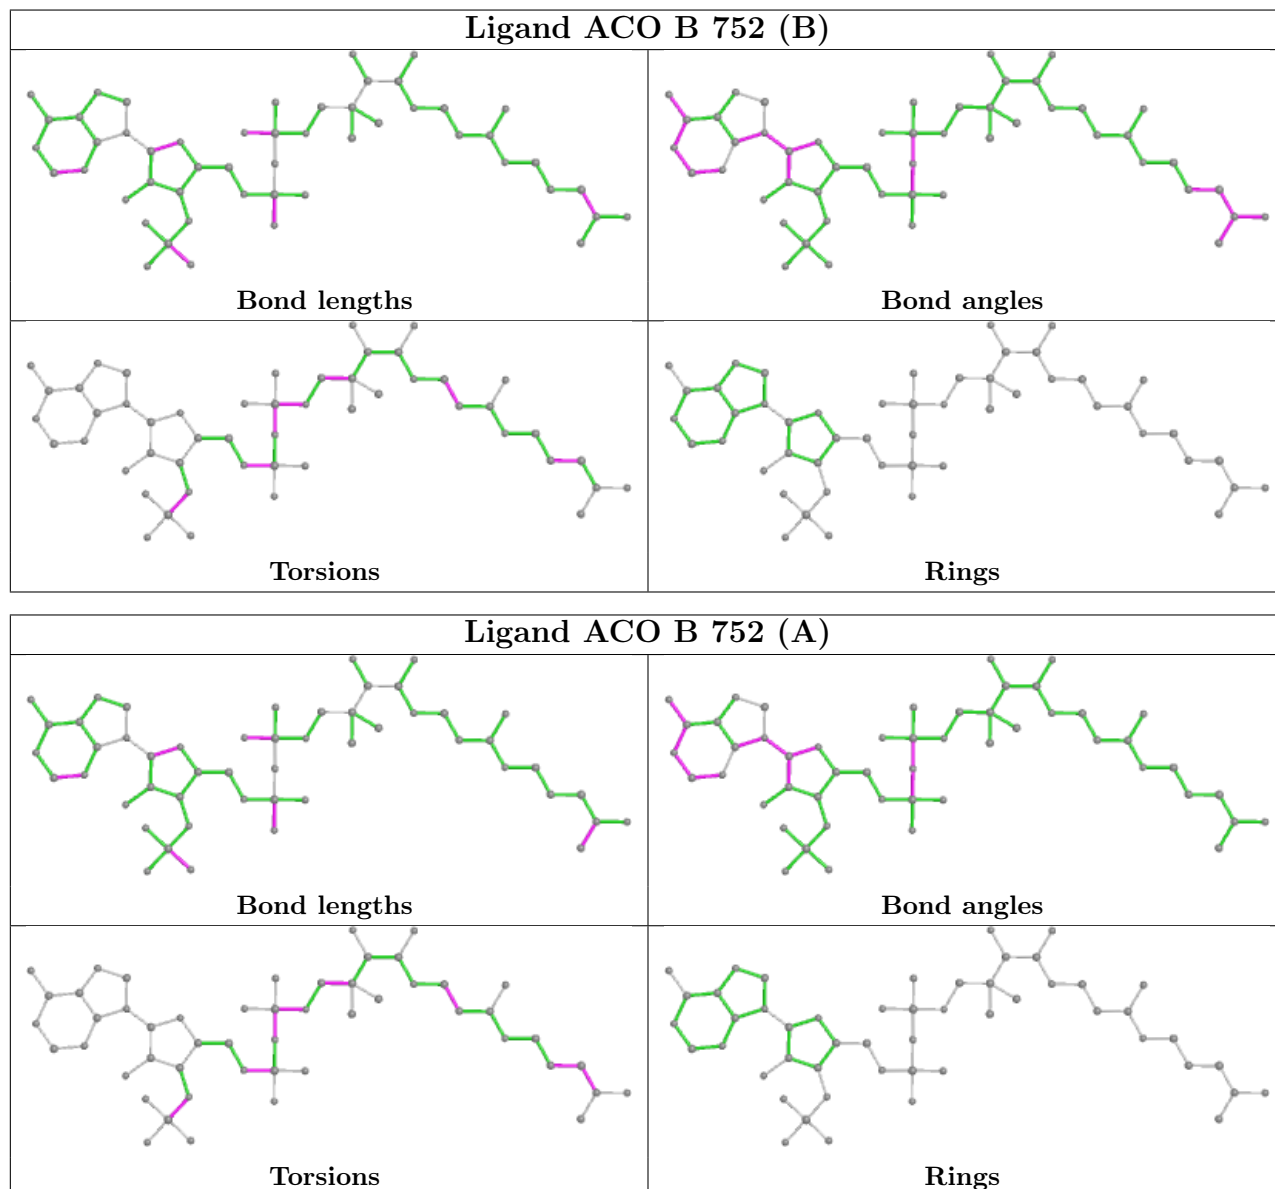 Ligand ACO B 752 (B)
Bond lengths
Bond angles
Torsions
Rings
Ligand ACO B 752 (A)
Bond lengths
Bond angles
Torsions
Rings